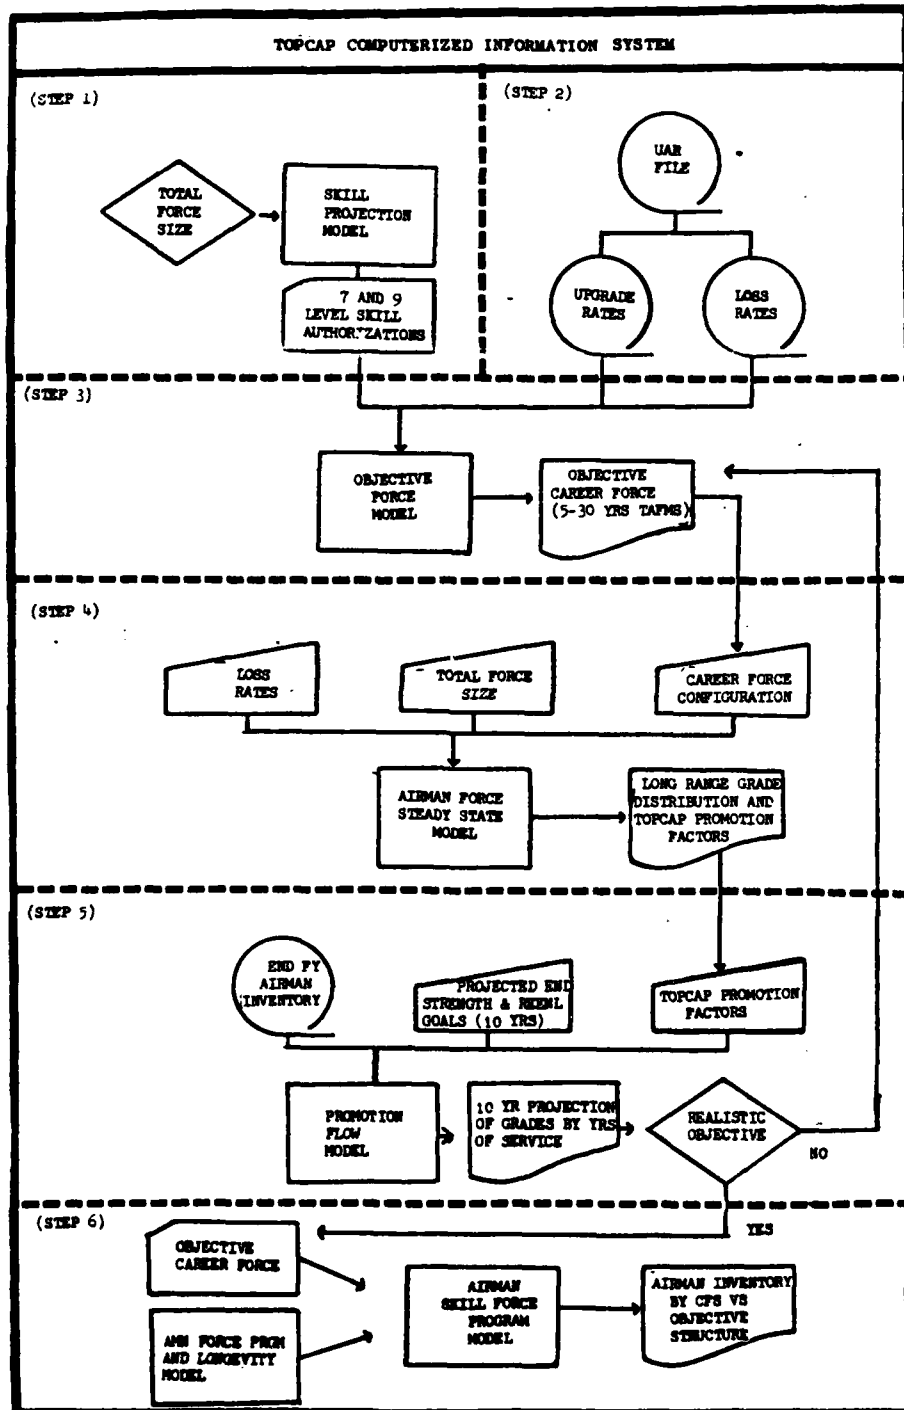 TOPCAP COMPUTERIZED INFORMATION SYSTEM
(STEP 1)
TOTAL
FORCE
SIZE
SKILL
PROJECTION
MODEL
7 AND 9
LEVEL SKILL
AUTHORIZATIONS
(STEP 2)
UAR
FILE
UPGRADE
RATES
LOSS
RATES
(STEP 3)
OBJECTIVE
FORCE
MODEL
OBJECTIVE
CAREER FORCE
(5-30 YRS TAFMS)
(STEP 4)
LOSS
RATES
TOTAL FORCE
SIZE
CAREER FORCE
CONFIGURATION
AIRMAN FORCE
STEADY STATE
MODEL
LONG RANGE GRADE
DISTRIBUTION AND
TOPCAP PROMOTION
FACTORS
(STEP 5)
END FY
AIRMAN
INVENTORY
PROJECTED END
STRENGTH & REENL
GOALS (10 YRS)
TOPCAP PROMOTION
FACTORS
PROMOTION
FLOW
MODEL
10 YR PROJECTION
OF GRADES BY YRS
OF SERVICE
REALISTIC
OBJECTIVE
NO
YES
(STEP 6)
OBJECTIVE
CAREER FORCE
AMN FORCE PRGM
AND LONGEVITY
MODEL
AIRMAN
SKILL FORCE
PROGRAM
MODEL
AIRMAN INVENTORY
BY CFS VS
OBJECTIVE
STRUCTURE